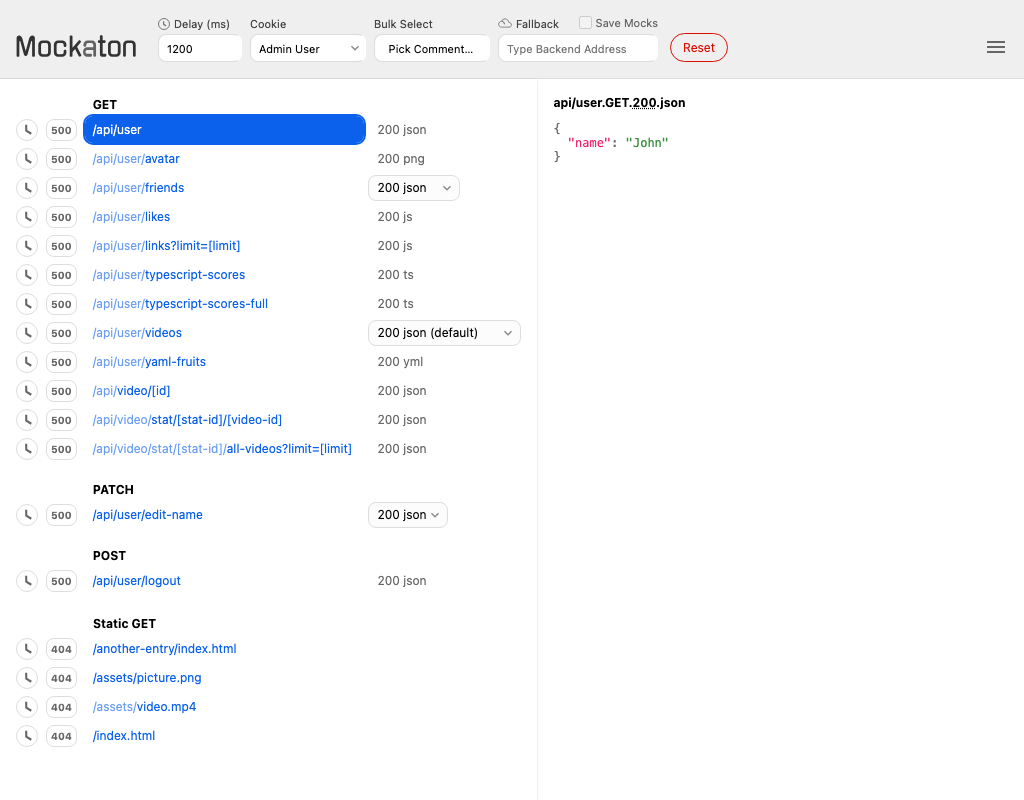 Mockaton
Delay (ms)
1200
Cookie
Admin User
Bulk Select
Pick Comment...
Fallback
Save Mocks
Type Backend Address
Reset
GET
500 /api/user 200 json
500 /api/user/avatar 200 png
500 /api/user/friends 200 json
500 /api/user/likes 200 js
500 /api/user/links?limit=[limit] 200 js
500 /api/user/typescript-scores 200 ts
500 /api/user/typescript-scores-full 200 ts
500 /api/user/videos 200 json (default)
500 /api/user/yaml-fruits 200 yml
500 /api/video/[id] 200 json
500 /api/video/stat/[stat-id]/[video-id] 200 json
500 /api/video/stat/[stat-id]/all-videos?limit=[limit] 200 json
PATCH
500 /api/user/edit-name 200 json
POST
500 /api/user/logout 200 json
Static GET
404 /another-entry/index.html
404 /assets/picture.png
404 /assets/video.mp4
404 /index.html
api/user.GET.200.json
{
"name": "John"
}